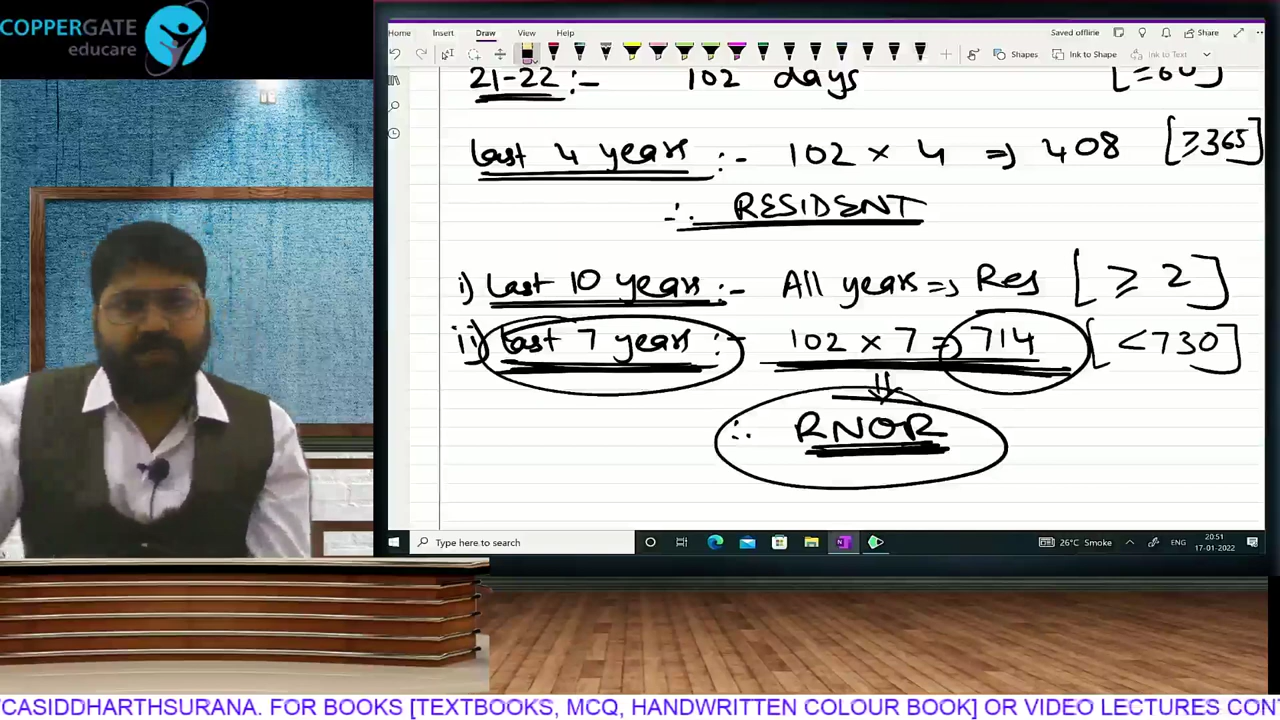 COPPERGATE
educare
Home Insert Draw View Help
Saved offline Share
Shapes Ink to Shape Ink to Text
21-22 :- 102 days
Last 4 years :- 102 × 4 ⇒ 408 [≥365]
∴ RESIDENT
i) Last 10 years :- All years ⇒ Res [≥ 2]
ii) Last 7 years :- 102 × 7 = 714 [<730]
⇓
∴ RNOR
Type here to search
26°C Smoke ENG 20:51
17-01-2022
CASIDDHARTHSURANA. FOR BOOKS [TEXTBOOKS, MCQ, HANDWRITTEN COLOUR BOOK] OR VIDEO LECTURES CON